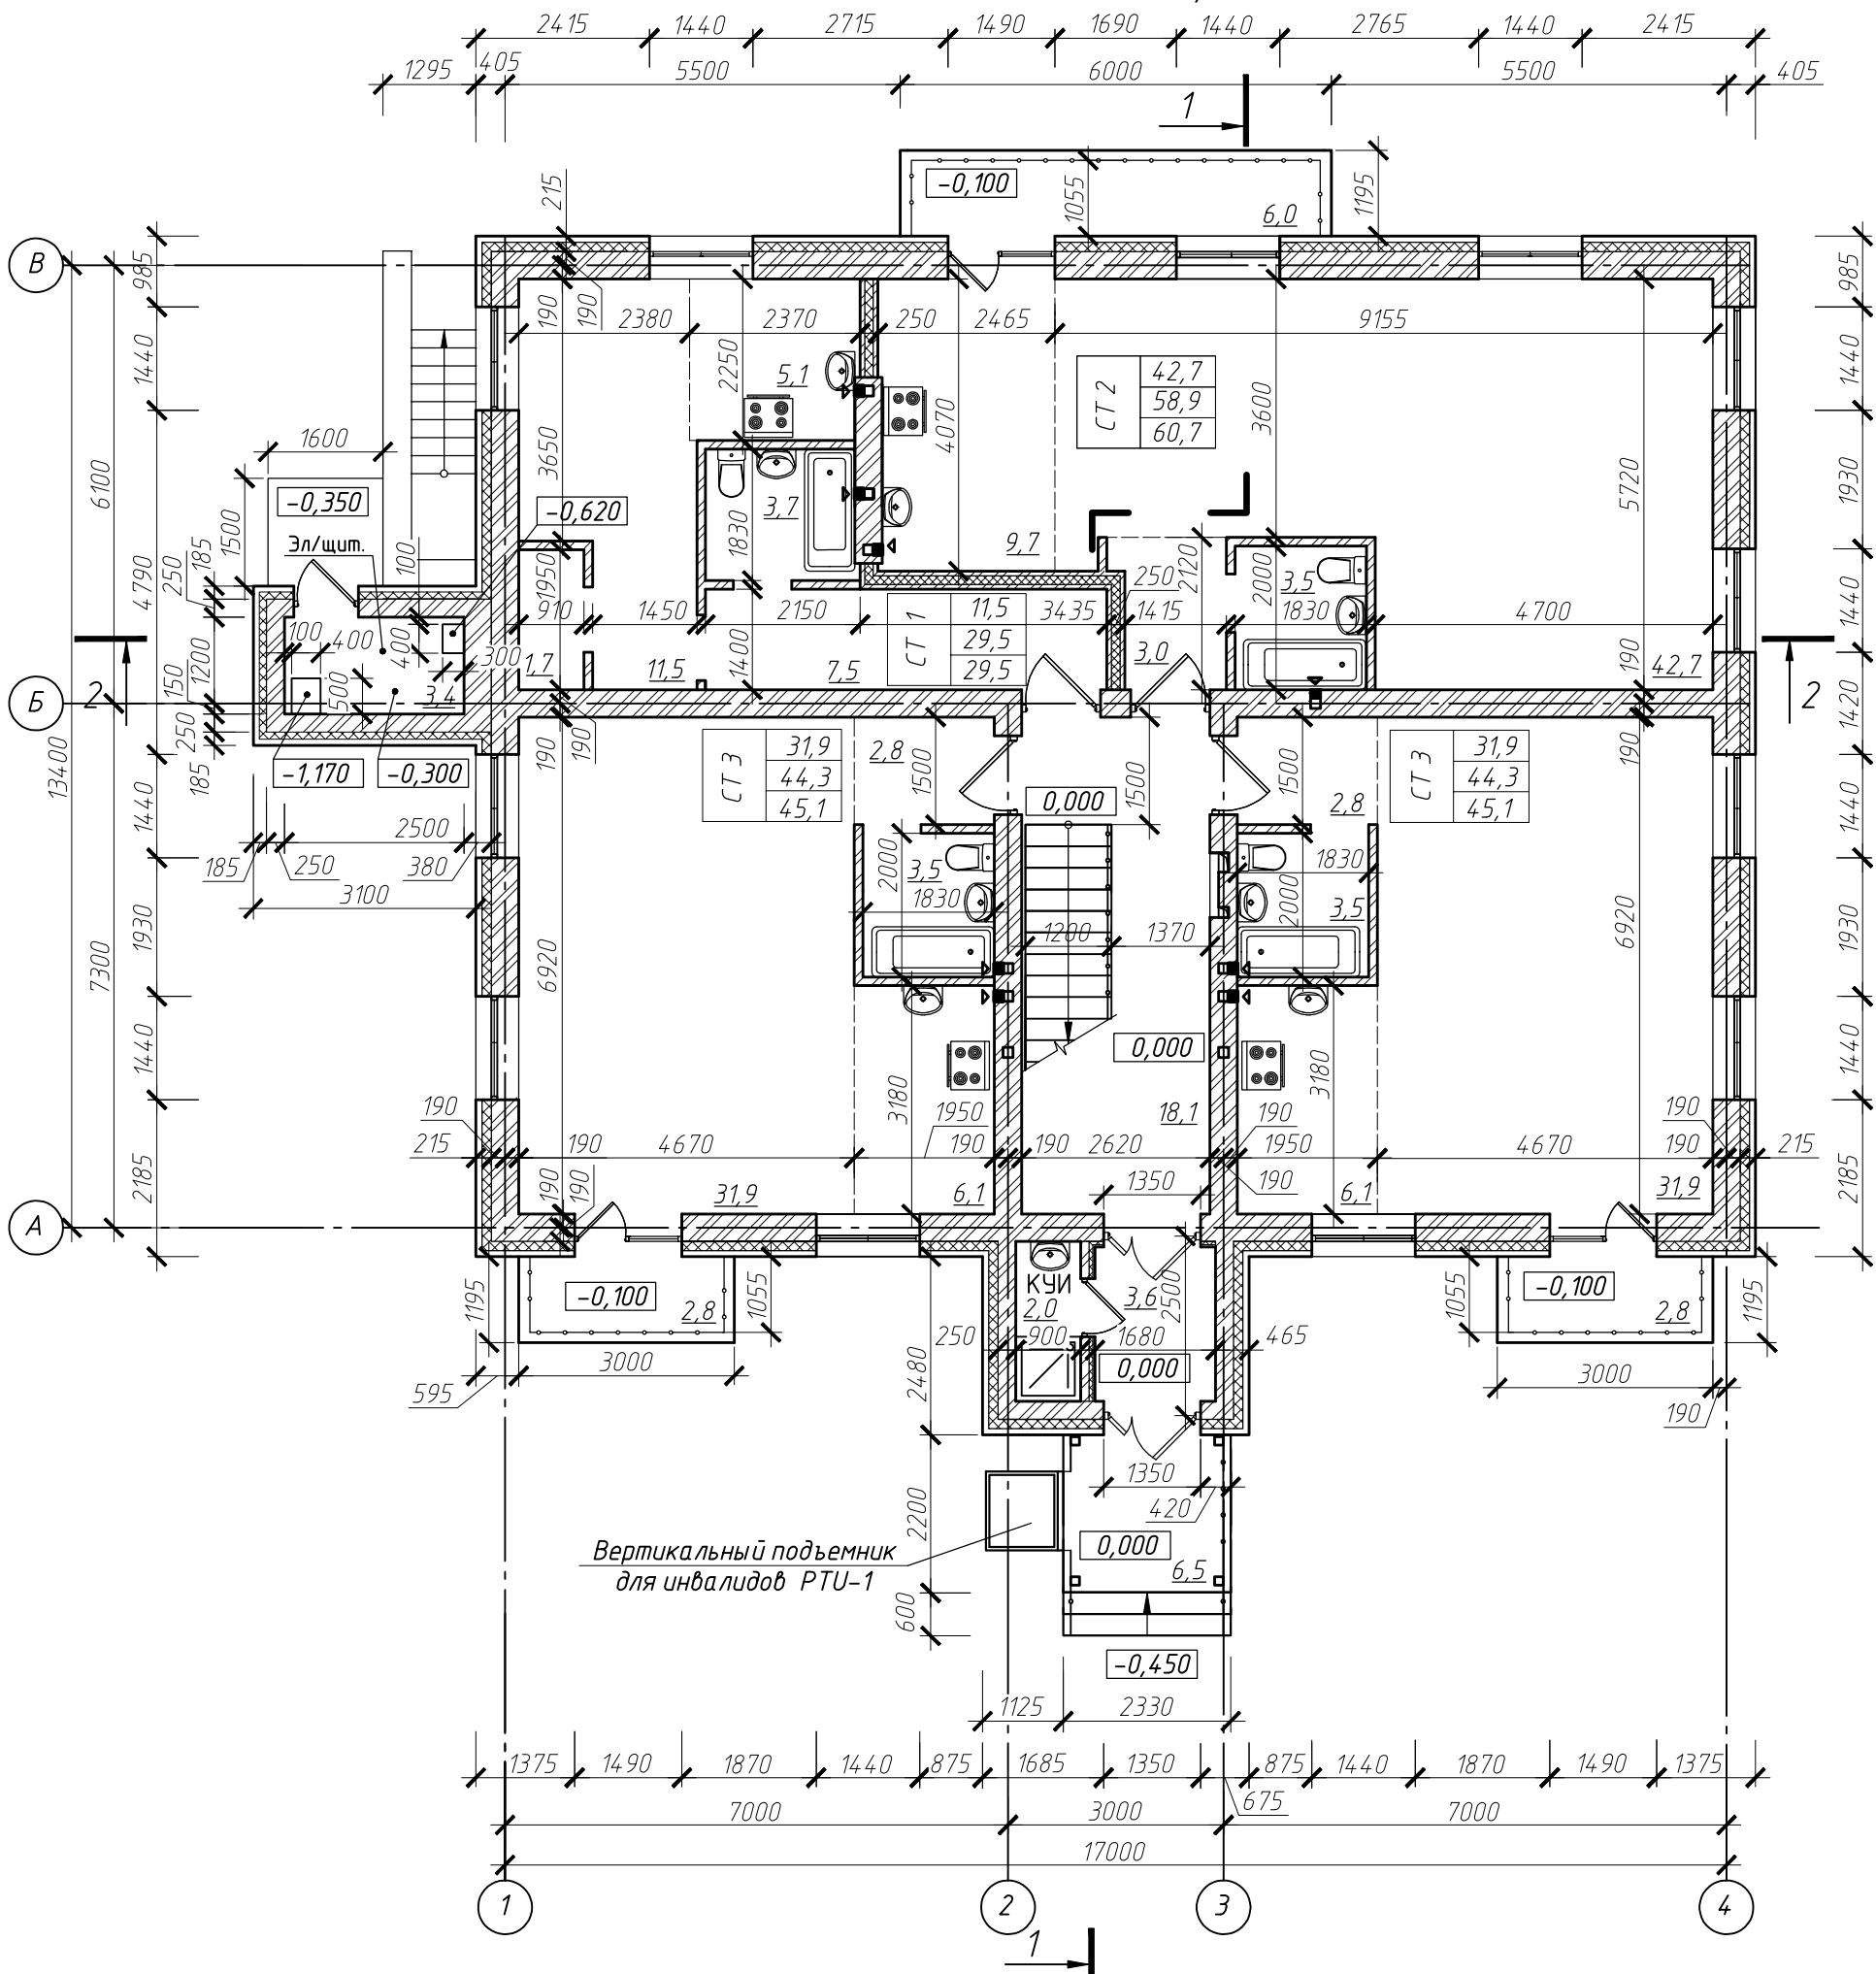 2415 1440 2715 1490 1690 1440 2765 1440 2415
1295 405 5500 6000 5500 405
1
-0,100 1055 6,0 1195
215
В
985 190 190 985
2380 2370 250 2465 9155
1440 2250 5,1 4070 3600 1440
СТ 2
42,7
58,9
60,7
1600
6100 3650 5720 1930
-0,350 -0,620 3,7 9,7
Эл/щит.
185 250 1500 100 1950 1830 250 2120 2000 3,5
4790 910 1450 2150 3435 1415 1830 4700 1440
СТ 1
11,5
29,5
29,5
100 400 400 300 1,7 1400 3,0 190
150 1200 500 3,4 11,5 7,5 42,7
2 Б 2
250 190 190 190 1420
185 -1,170 -0,300
СТ 3
31,9
44,3
45,1
2,8 1500 0,000 1500 1500 2,8
СТ 3
31,9
44,3
45,1
13400 1440 2500 1440
185 250 380 3100
2000 3,5 1830 1830 2000 3,5
1930 1200 1370 1930
7300 6920 6920
1440 0,000 1440
3180 3180
190 1950 18,1 190 190
215 190 4670 190 190 2620 1950 4670 190 215
2185 190 190 1350 190 2185
31,9 6,1 6,1 31,9
А
КУИ
1195 -0,100 2,8 1055 2,0 3,6 2500 1055 -0,100 2,8 1195
250 900 1680 465
3000 2480 0,000 3000
595 190
1350
2200 420
Вертикальный подъемник
для инвалидов PTU-1
0,000
6,5
600
-0,450
1125 2330
1375 1490 1870 1440 875 1685 1350 875 1440 1870 1490 1375
675
7000 3000 7000
17000
1 2 3 4
1